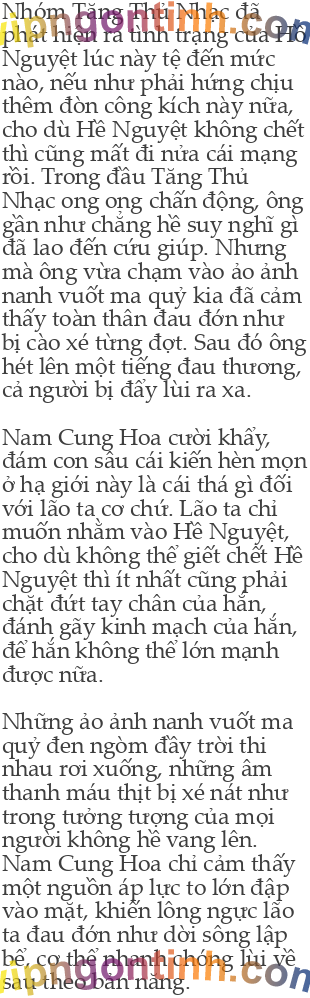 Nhóm Tăng Thủ Nhạc đã
phát hiện ra tình trạng của Hề
Nguyệt lúc này tệ đến mức
nào, nếu như phải hứng chịu
thêm đòn công kích này nữa,
cho dù Hề Nguyệt không chết
thì cũng mất đi nửa cái mạng
rồi. Trong đầu Tăng Thủ
Nhạc ong ong chấn động, ông
gần như chẳng hề suy nghĩ gì
đã lao đến cứu giúp. Nhưng
mà ông vừa chạm vào ảo ảnh
nanh vuốt ma quỷ kia đã cảm
thấy toàn thân đau đớn như
bị cào xé từng đợt. Sau đó ông
hét lên một tiếng đau thương,
cả người bị đẩy lùi ra xa.
Nam Cung Hoa cười khẩy,
đám con sâu cái kiến hèn mọn
ở hạ giới này là cái thá gì đối
với lão ta cơ chứ. Lão ta chỉ
muốn nhằm vào Hề Nguyệt,
cho dù không thể giết chết Hề
Nguyệt thì ít nhất cũng phải
chặt đứt tay chân của hắn,
đánh gãy kinh mạch của hắn,
để hắn không thể lớn mạnh
được nữa.
Những ảo ảnh nanh vuốt ma
quỷ đen ngòm đầy trời thi
nhau rơi xuống, những âm
thanh máu thịt bị xé nát như
trong tưởng tượng của mọi
người không hề vang lên.
Nam Cung Hoa chỉ cảm thấy
một nguồn áp lực to lớn đập
vào mặt, khiến lồng ngực lão
ta đau đớn như dời sông lập
bể, cơ thể nhanh chóng lùi về
sau theo bản năng.
vipngontinh.com
vipngontinh.com